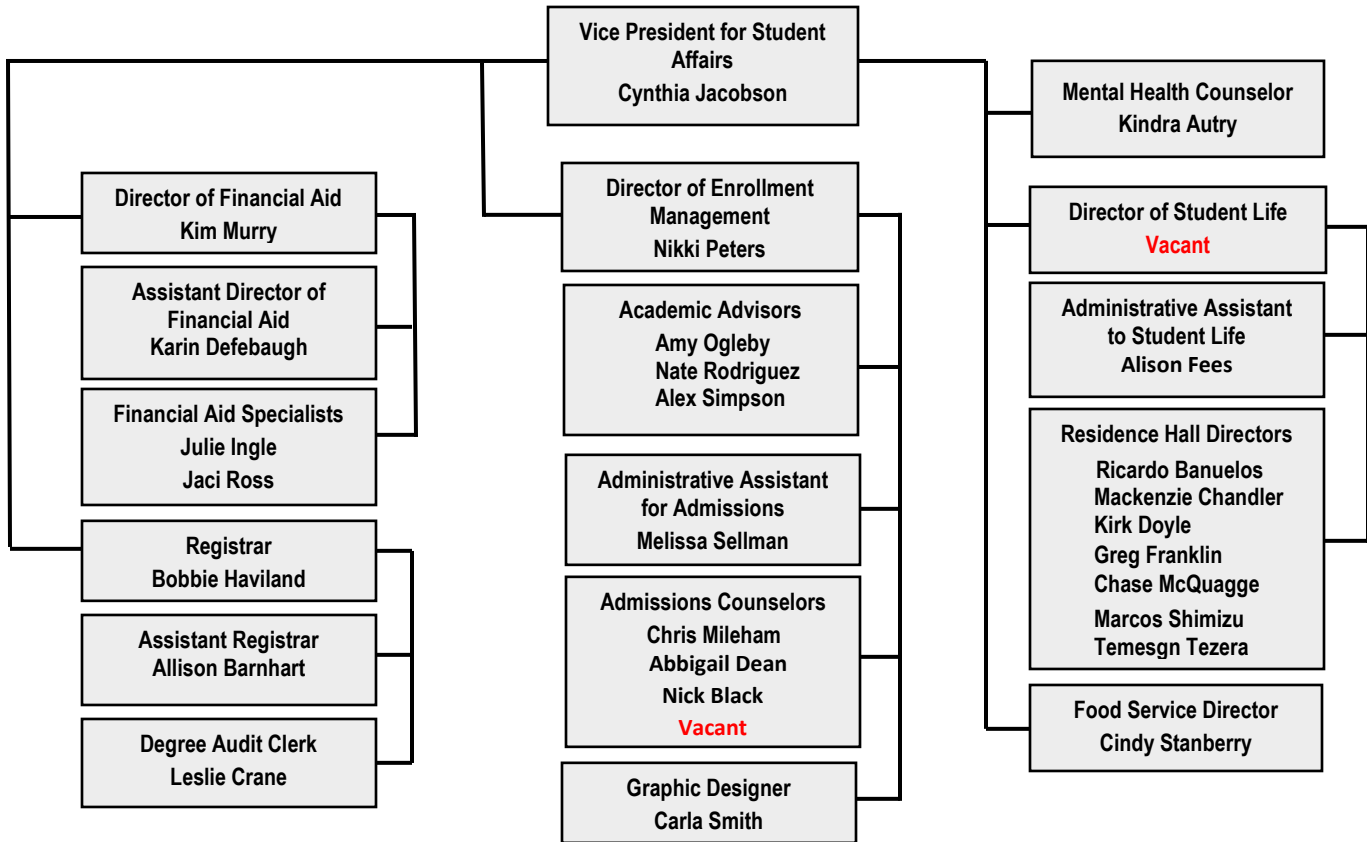 Vice President for Student
Affairs
Cynthia Jacobson
Director of Financial Aid
Kim Murry
Assistant Director of
Financial Aid
Karin Defebaugh
Financial Aid Specialists
Julie Ingle
Jaci Ross
Registrar
Bobbie Haviland
Assistant Registrar
Allison Barnhart
Degree Audit Clerk
Leslie Crane
Director of Enrollment
Management
Nikki Peters
Academic Advisors
Amy Ogleby
Nate Rodriguez
Alex Simpson
Administrative Assistant
for Admissions
Melissa Sellman
Admissions Counselors
Chris Mileham
Abbigail Dean
Nick Black
Vacant
Graphic Designer
Carla Smith
Mental Health Counselor
Kindra Autry
Director of Student Life
Vacant
Administrative Assistant
to Student Life
Alison Fees
Residence Hall Directors
Ricardo Banuelos
Mackenzie Chandler
Kirk Doyle
Greg Franklin
Chase McQuagge
Marcos Shimizu
Temesgn Tezera
Food Service Director
Cindy Stanberry